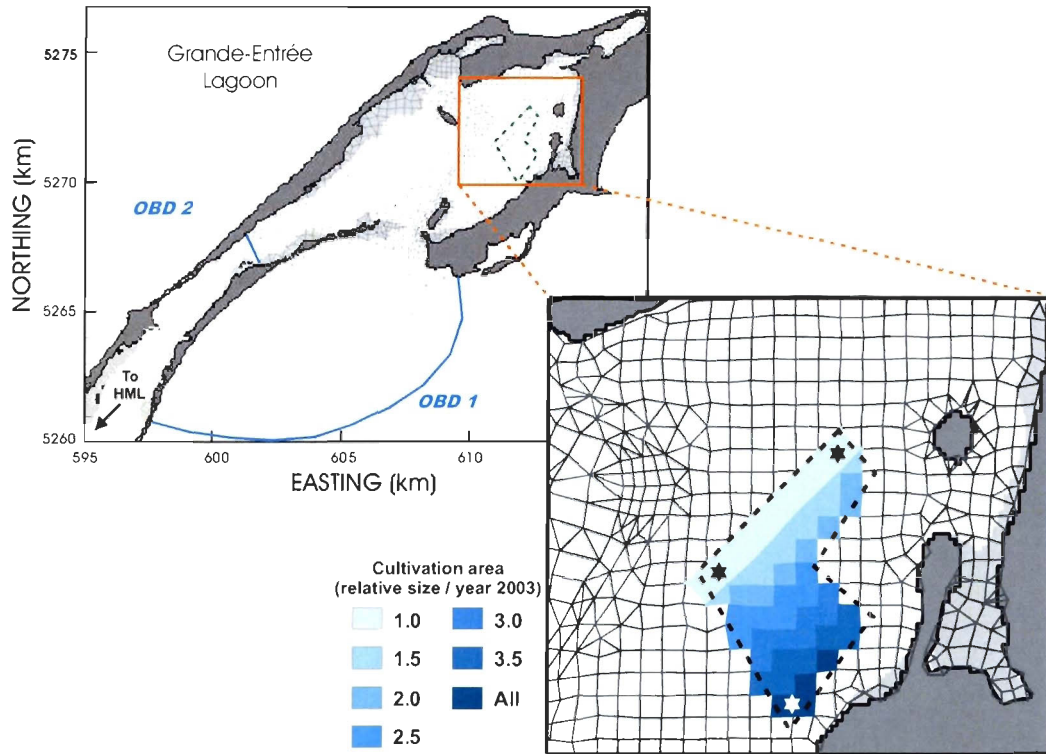 5275
Grande-Entrée
Lagoon
5270
OBD 2
NORTHING (km)
5265
To
HML
OBD 1
5260
595
600
605
610
EASTING (km)
Cultivation area
(relative size / year 2003)
1.0
3.0
1.5
3.5
2.0
All
2.5